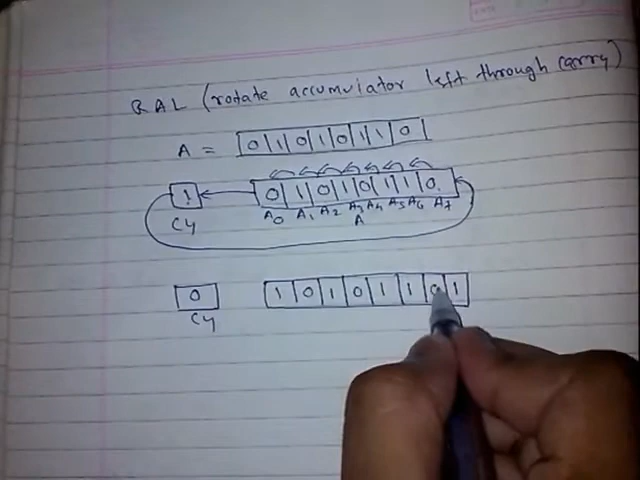 RAL (rotate accumulator left through carry)
A = 0 1 0 1 0 1 1 0
1 0 1 0 1 0 1 1 0
CY A0 A1 A2 A3 A4 A5 A6 A7
A
0 1 0 1 0 1 1 0 1
CY